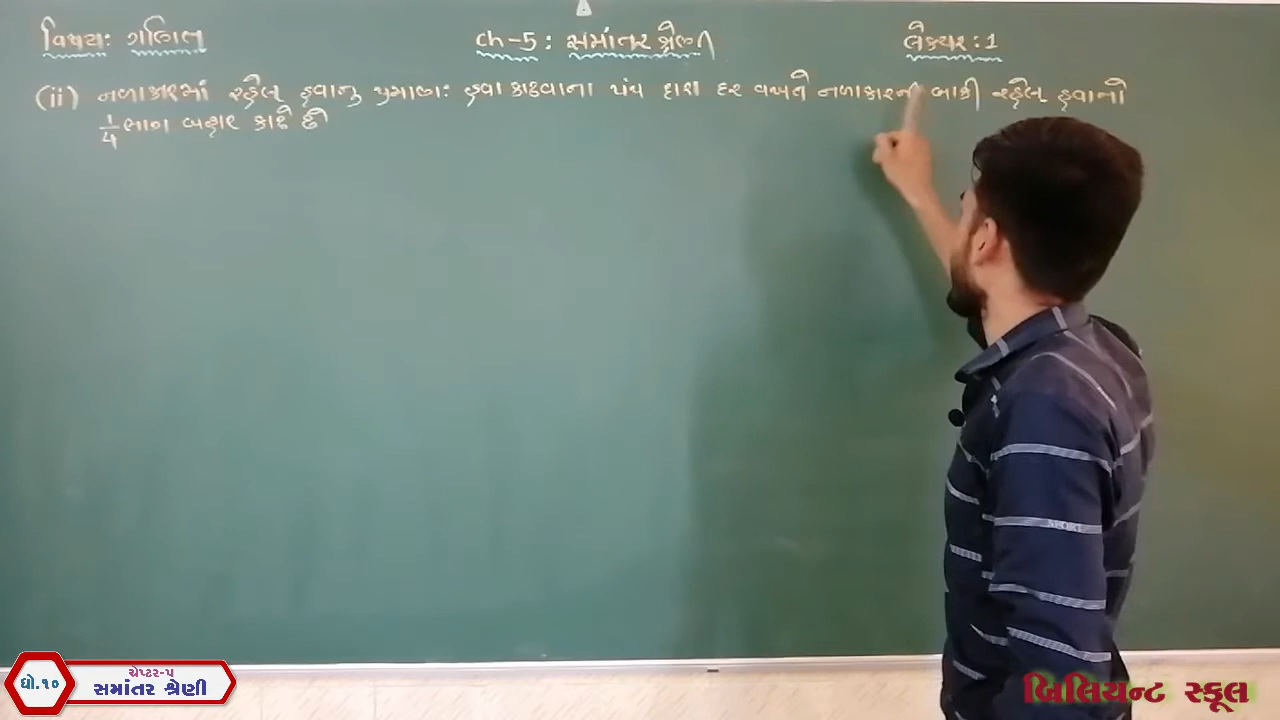 વિષય: ગણિત
ch-5: સમાંતર શ્રેણી
લેક્ચર: 1
(ii) નળાકારમાં રહેલ હવાનુ પ્રમાણ: હવા કાઢવાના પંપ દ્વારા દર વખતે નળાકારની બાકી રહેલ હવાનો
1/4 ભાગ બહાર કાઢે છે
ધો.૧૦
ચેપ્ટર-૫
સમાંતર શ્રેણી
બિલિયન્ટ સ્કૂલ